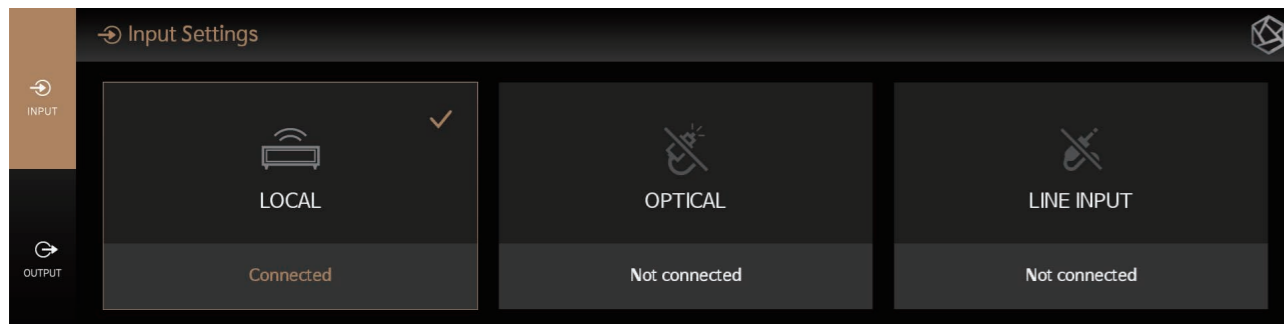 Input Settings
INPUT
OUTPUT
LOCAL
Connected
OPTICAL
Not connected
LINE INPUT
Not connected